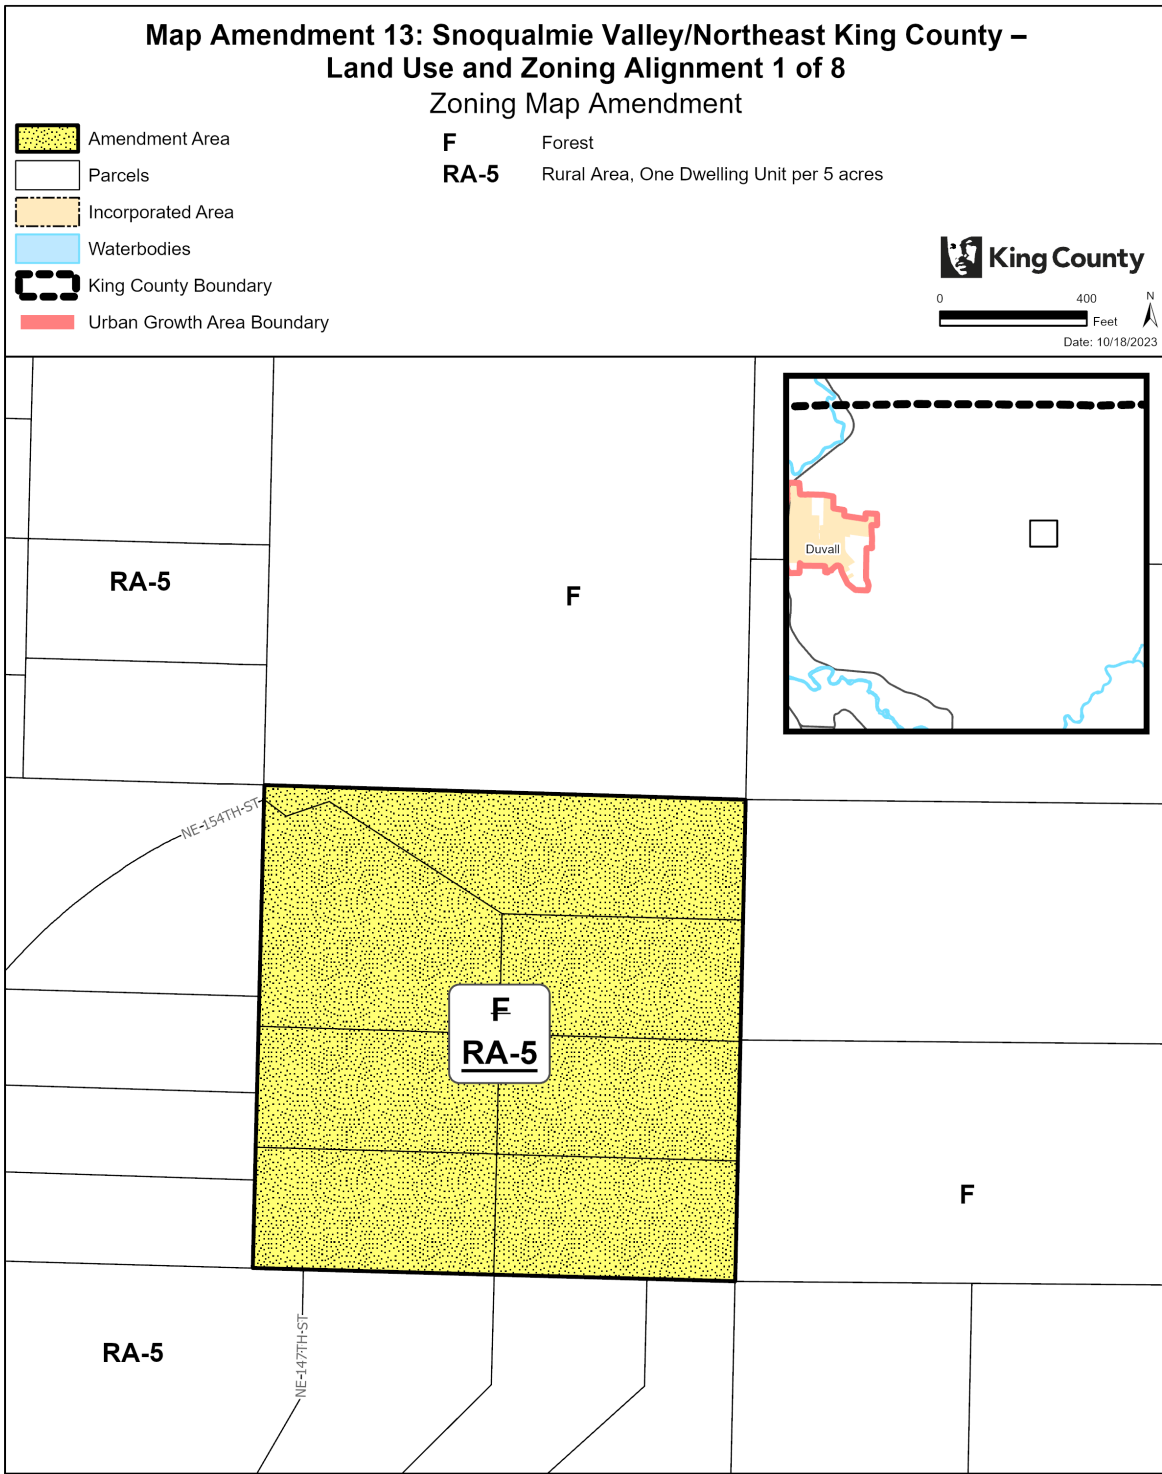 Map Amendment 13: Snoqualmie Valley/Northeast King County –
Land Use and Zoning Alignment 1 of 8
Zoning Map Amendment
Amendment Area
Parcels
Incorporated Area
Waterbodies
King County Boundary
Urban Growth Area Boundary
F Forest
RA-5 Rural Area, One Dwelling Unit per 5 acres
King County
0 400 N
Feet
Date: 10/18/2023
Duvall
RA-5
F
NE 154TH ST
F
RA-5
F
RA-5
NE 147TH ST